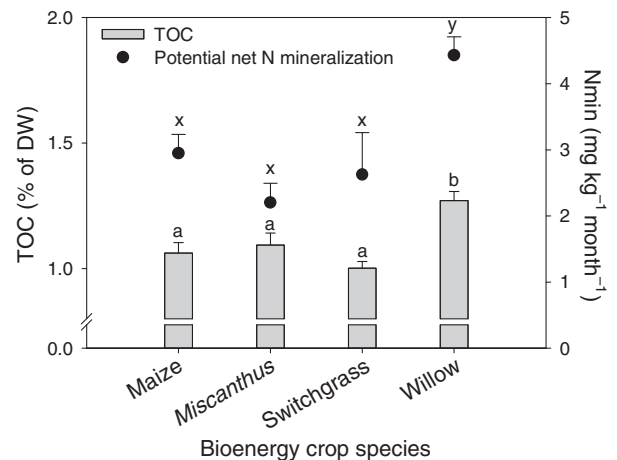 2.0
1.5
1.0
0.0
TOC (% of DW)
TOC
Potential net N mineralization
x
x
x
y
a
a
a
b
5
4
3
2
1
0
Nmin (mg kg⁻¹ month⁻¹)
Maize
Miscanthus
Switchgrass
Willow
Bioenergy crop species